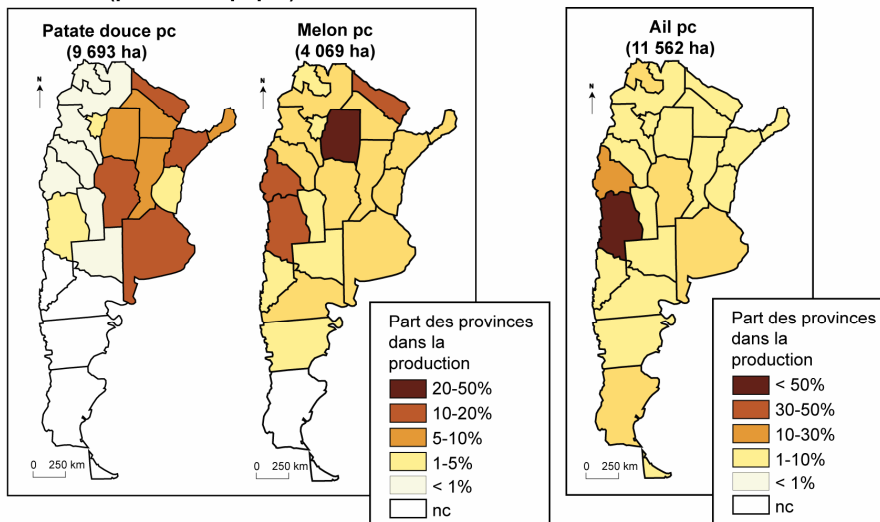 Patate douce pc
(9 693 ha)
Melon pc
(4 069 ha)
N
N
0 250 km
0 250 km
Part des provinces
dans la
production
20-50%
10-20%
5-10%
1-5%
< 1%
nc
Ail pc
(11 562 ha)
N
0 250 km
Part des provinces
dans la
production
< 50%
30-50%
10-30%
1-10%
< 1%
nc